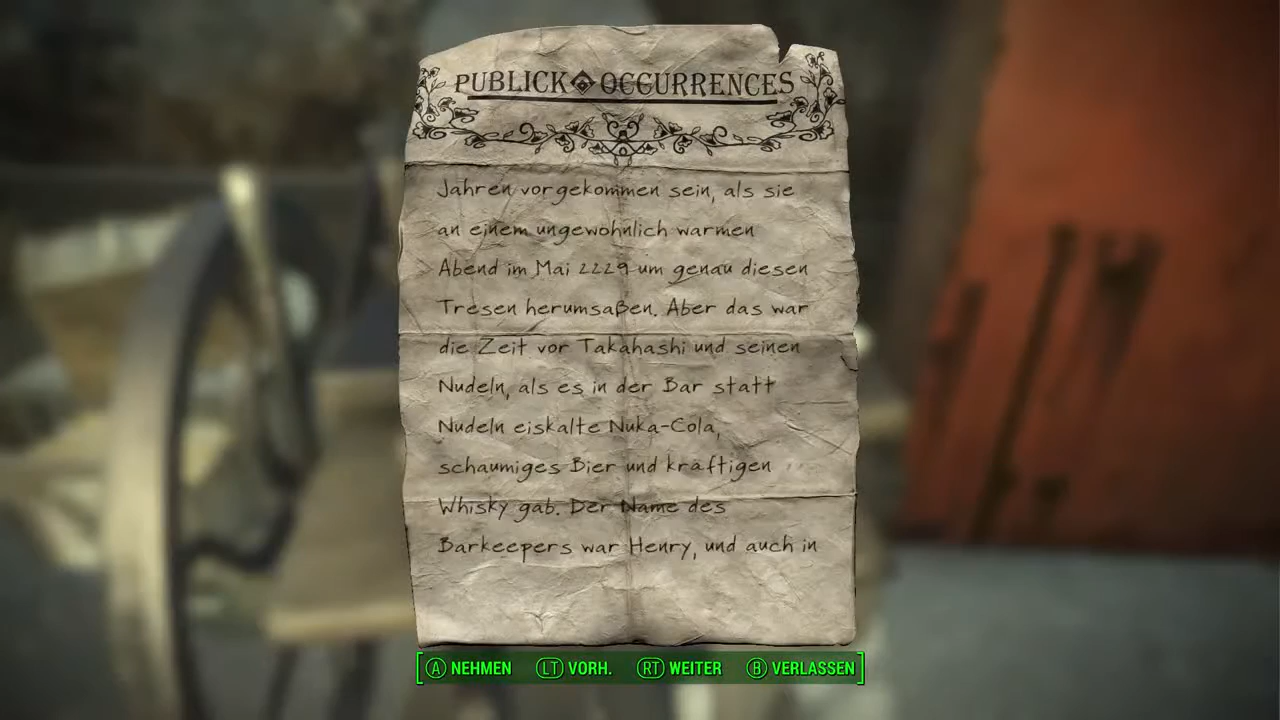 PUBLICK OCCURRENCES
Jahren vorgekommen sein, als sie
an einem ungewöhnlich warmen
Abend im Mai 2229 um genau diesen
Tresen herumsaßen. Aber das war
die Zeit vor Takahashi und seinen
Nudeln, als es in der Bar statt
Nudeln eiskalte Nuka-Cola,
schaumiges Bier und kräftigen
Whisky gab. Der Name des
Barkeepers war Henry, und auch in
A NEHMEN LT VORH. RT WEITER B VERLASSEN